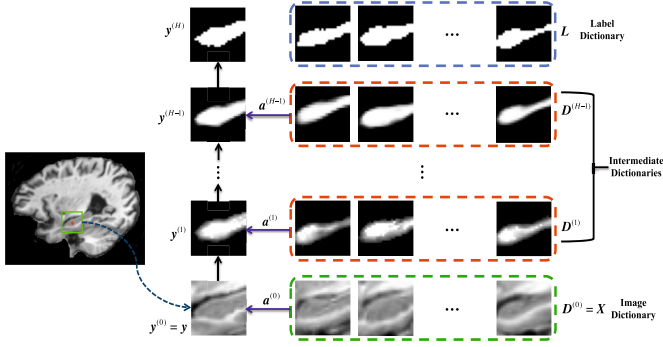 y^(H)
L Label
Dictionary
...
y^(H-1)
a^(H-1)
...
D^(H-1)
Intermediate
Dictionaries
y^(1)
a^(1)
...
D^(1)
y^(0) = y
a^(0)
...
D^(0) = X Image
Dictionary